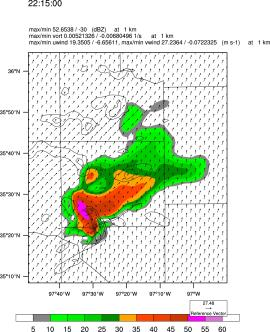 22:15:00
max/min 52.6538 / -30 (dBZ) at 1 km
max/min vort 0.00521326 / -0.00680496 1/s at 1 km
max/min uwind 19.3505 / -6.65611, max/min vwind 27.2364 / -0.0722325 (m s-1) at 1 km
36°N
35°50'N
35°40'N
35°30'N
35°20'N
35°10'N
97°40'W 97°30'W 97°20'W 97°10'W 97°W
27.48
Reference Vector
5 10 15 20 25 30 35 40 45 50 55 60